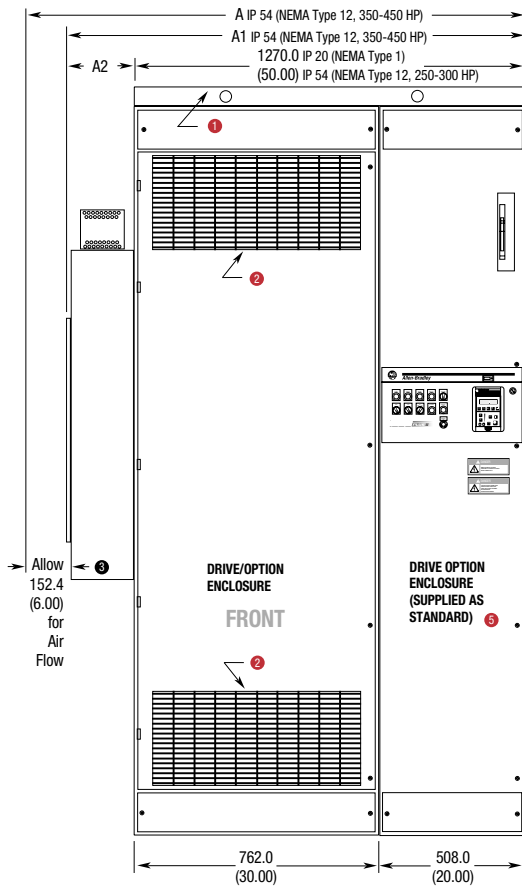 A IP 54 (NEMA Type 12, 350-450 HP)
A1 IP 54 (NEMA Type 12, 350-450 HP)
A2
1270.0 IP 20 (NEMA Type 1)
(50.00) IP 54 (NEMA Type 12, 250-300 HP)
1
2
Allen-Bradley
Allow
152.4
(6.00)
for
Air
Flow
3
DRIVE/OPTION
ENCLOSURE
FRONT
DRIVE OPTION
ENCLOSURE
(SUPPLIED AS
STANDARD) 5
2
762.0
(30.00)
508.0
(20.00)